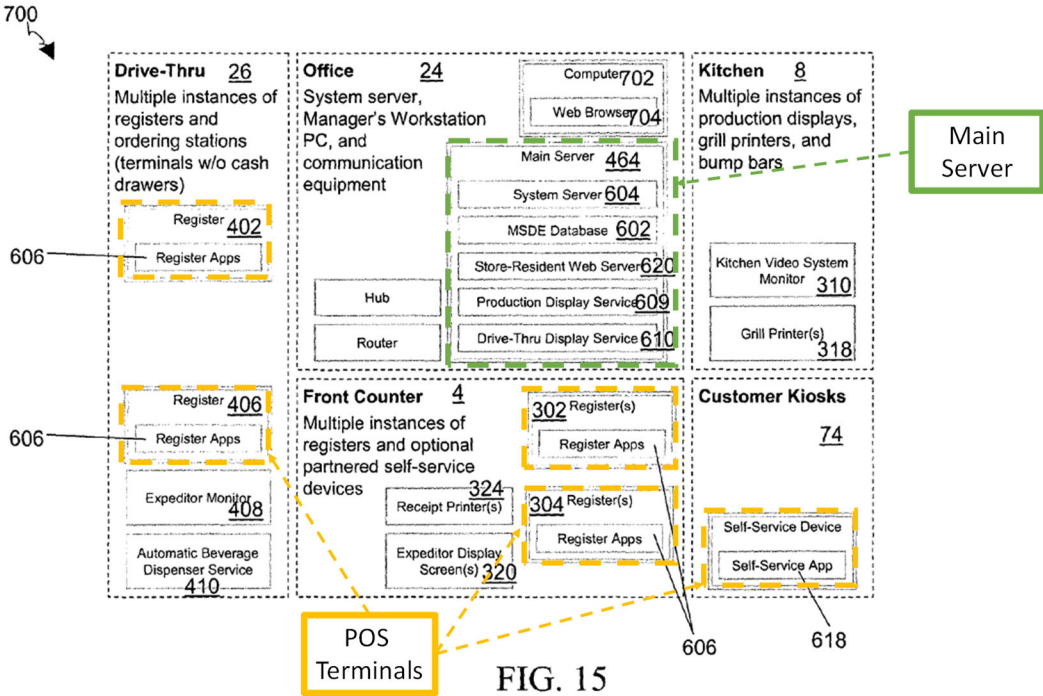 700
Drive-Thru 26
Multiple instances of
registers and
ordering stations
(terminals w/o cash
drawers)
Register
402
Register Apps
606
Register 406
Register Apps
606
Expeditor Monitor
408
Automatic Beverage
Dispenser Service
410
Office 24
System server,
Manager's Workstation
PC, and
communication
equipment
Computer 702
Web Browser 704
Main Server
464
System Server 604
MSDE Database 602
Store-Resident Web Server 620
Production Display Service 609
Drive-Thru Display Service 610
Hub
Router
Kitchen 8
Multiple instances of
production displays,
grill printers, and
bump bars
Kitchen Video System
Monitor 310
Grill Printer(s)
318
Main
Server
Front Counter 4
Multiple instances of
registers and optional
partnered self-service
devices
302 Register(s)
Register Apps
324
Receipt Printer(s)
304 Register(s)
Register Apps
Expeditor Display
Screen(s) 320
606
Customer Kiosks
74
Self-Service Device
Self-Service App
618
POS
Terminals
FIG. 15